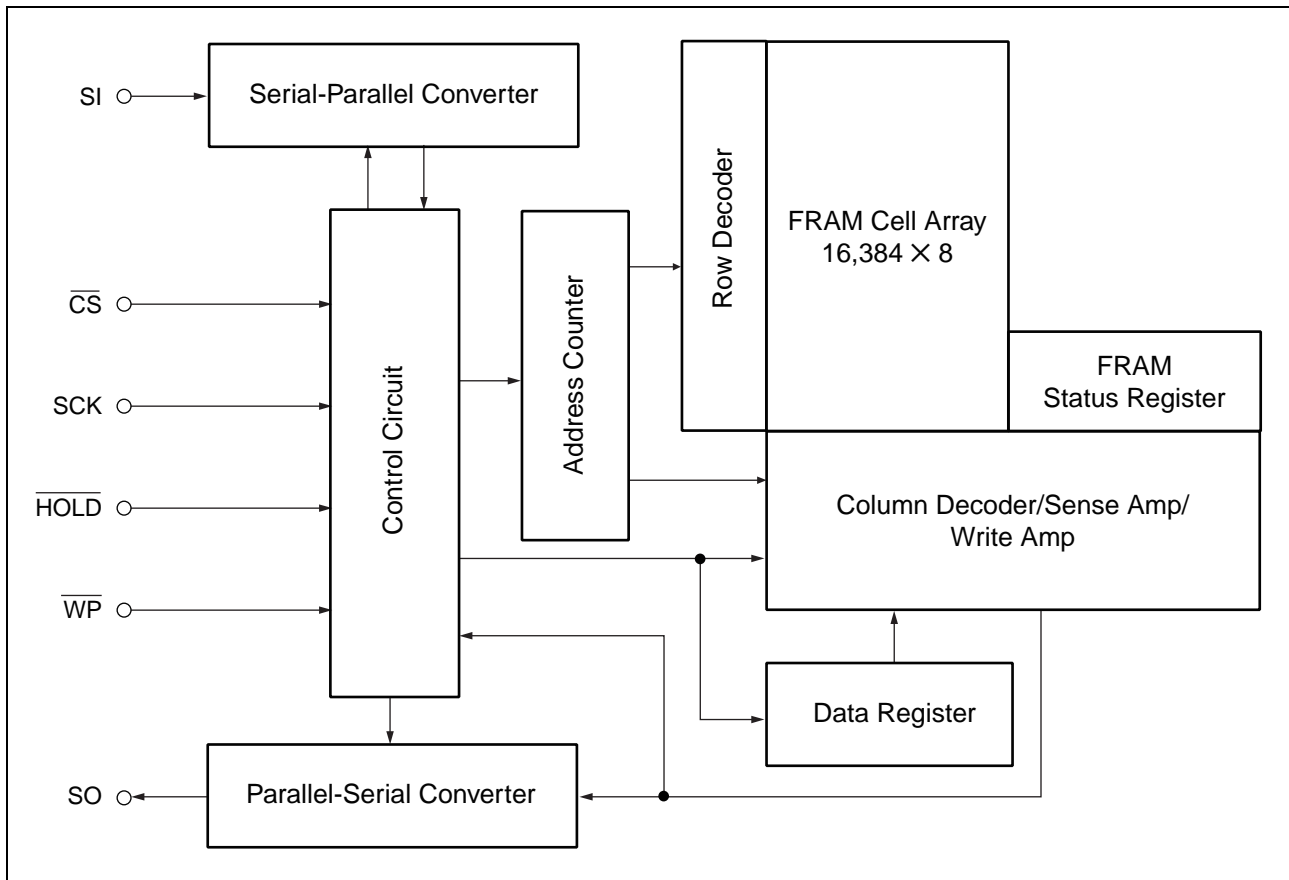 SI
Serial-Parallel Converter
CS
SCK
HOLD
WP
SO
Control Circuit
Address Counter
Row Decoder
FRAM Cell Array
16,384 × 8
FRAM
Status Register
Column Decoder/Sense Amp/
Write Amp
Data Register
Parallel-Serial Converter